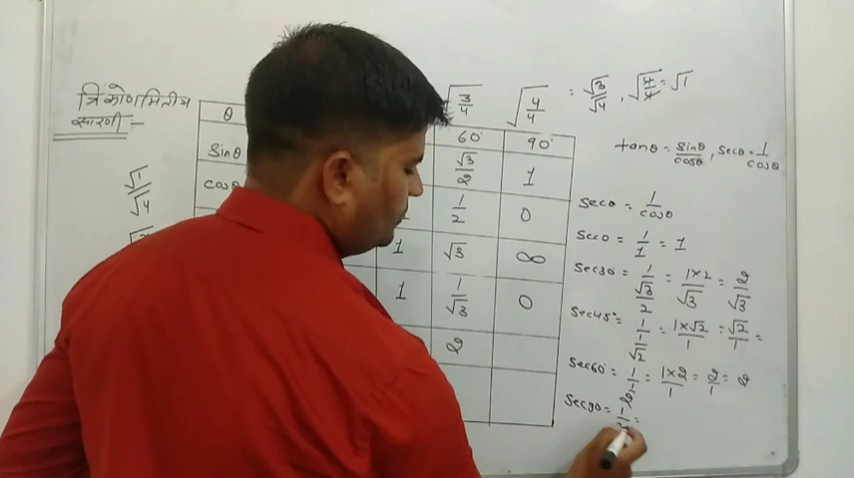 त्रिकोणमितीय
सारणी :-
√3/4 √4/4 = √3/√4, √4/4 = √1
θ 60° 90°
Sinθ √3/2 1
cosθ 1/2 0
1 √3 ∞
1 1/√3 0
2
√1/√4
tanθ = Sinθ/cosθ, Secθ = 1/cosθ
Secθ = 1/cosθ
Sec0 = 1/1 = 1
Sec30 = 1/(√3/2) = 1×2/√3 = 2/√3
Sec45° = 1/(1/√2) = 1×√2/1 = √2/1 =
Sec60° = 1/(1/2) = 1×2/1 = 2/1 = 2
Sec90 = 1/ =